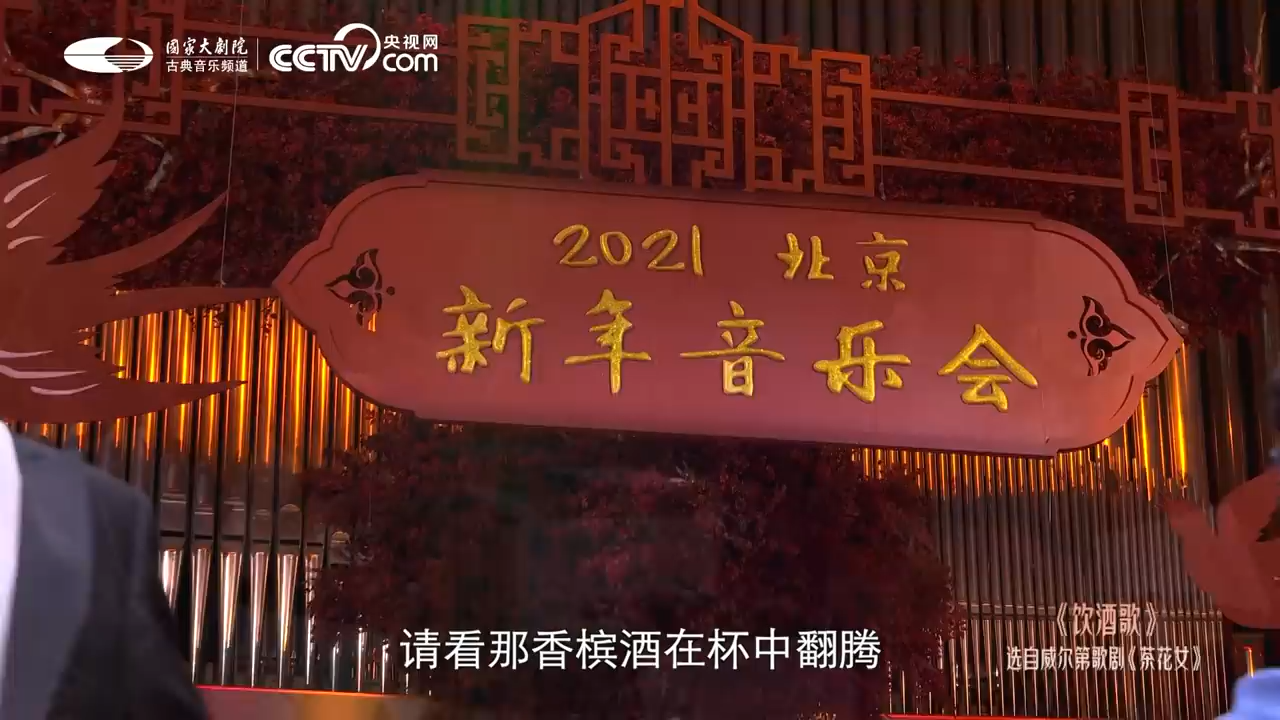 国家大剧院
古典音乐频道
CCTV.com
央视网
2021 北京
新年音乐会
《饮酒歌》
选自威尔第歌剧《茶花女》
请看那香槟酒在杯中翻腾